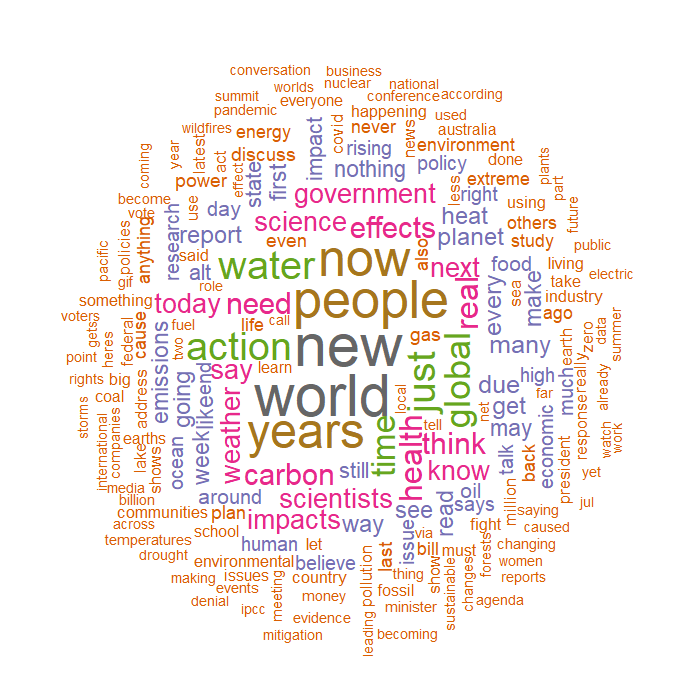 conversation
business
worlds
nuclear
national
summit
everyone
conference
according
pandemic
happening
used
wildfires
energy
impact
covid
never
news
australia
latest
act
discuss
rising
environment
done
year
effect
state
first
nothing
policy
less
extreme
plants
part
coming
power
government
right
using
future
become
use
day
science
effects
heat
others
vote
research
report
even
planet
study
public
policies
anything
said
water
now
also
next
food
living
pacific
gif
alt
role
people
real
every
sea
make
take
electric
something
today
need
industry
voters
federal
cause
fuel
life
call
new
gas
just
global
many
ago
zero
data
summer
gets
heres
two
action
earth
point
emissions
say
learn
world
high
already
rights
big
address
going
like
end
local
net
due
far
much
really
coal
years
time
get
economic
response
storms
companies
earths
lake
ocean
week
weather
health
tell
think
may
talk
back
watch
work
international
shows
carbon
still
know
president
yet
media
billion
around
scientists
see
read
oil
million
says
saying
jul
communities
plan
impacts
way
issue
via
fight
caused
across
school
temperatures
human
let
last
bill
must
forests
changing
drought
environmental
believe
show
women
making
issues
country
leading
pollution
thing
sustainable
changes
reports
events
meeting
money
fossil
denial
ipcc
evidence
minister
agenda
mitigation
becoming